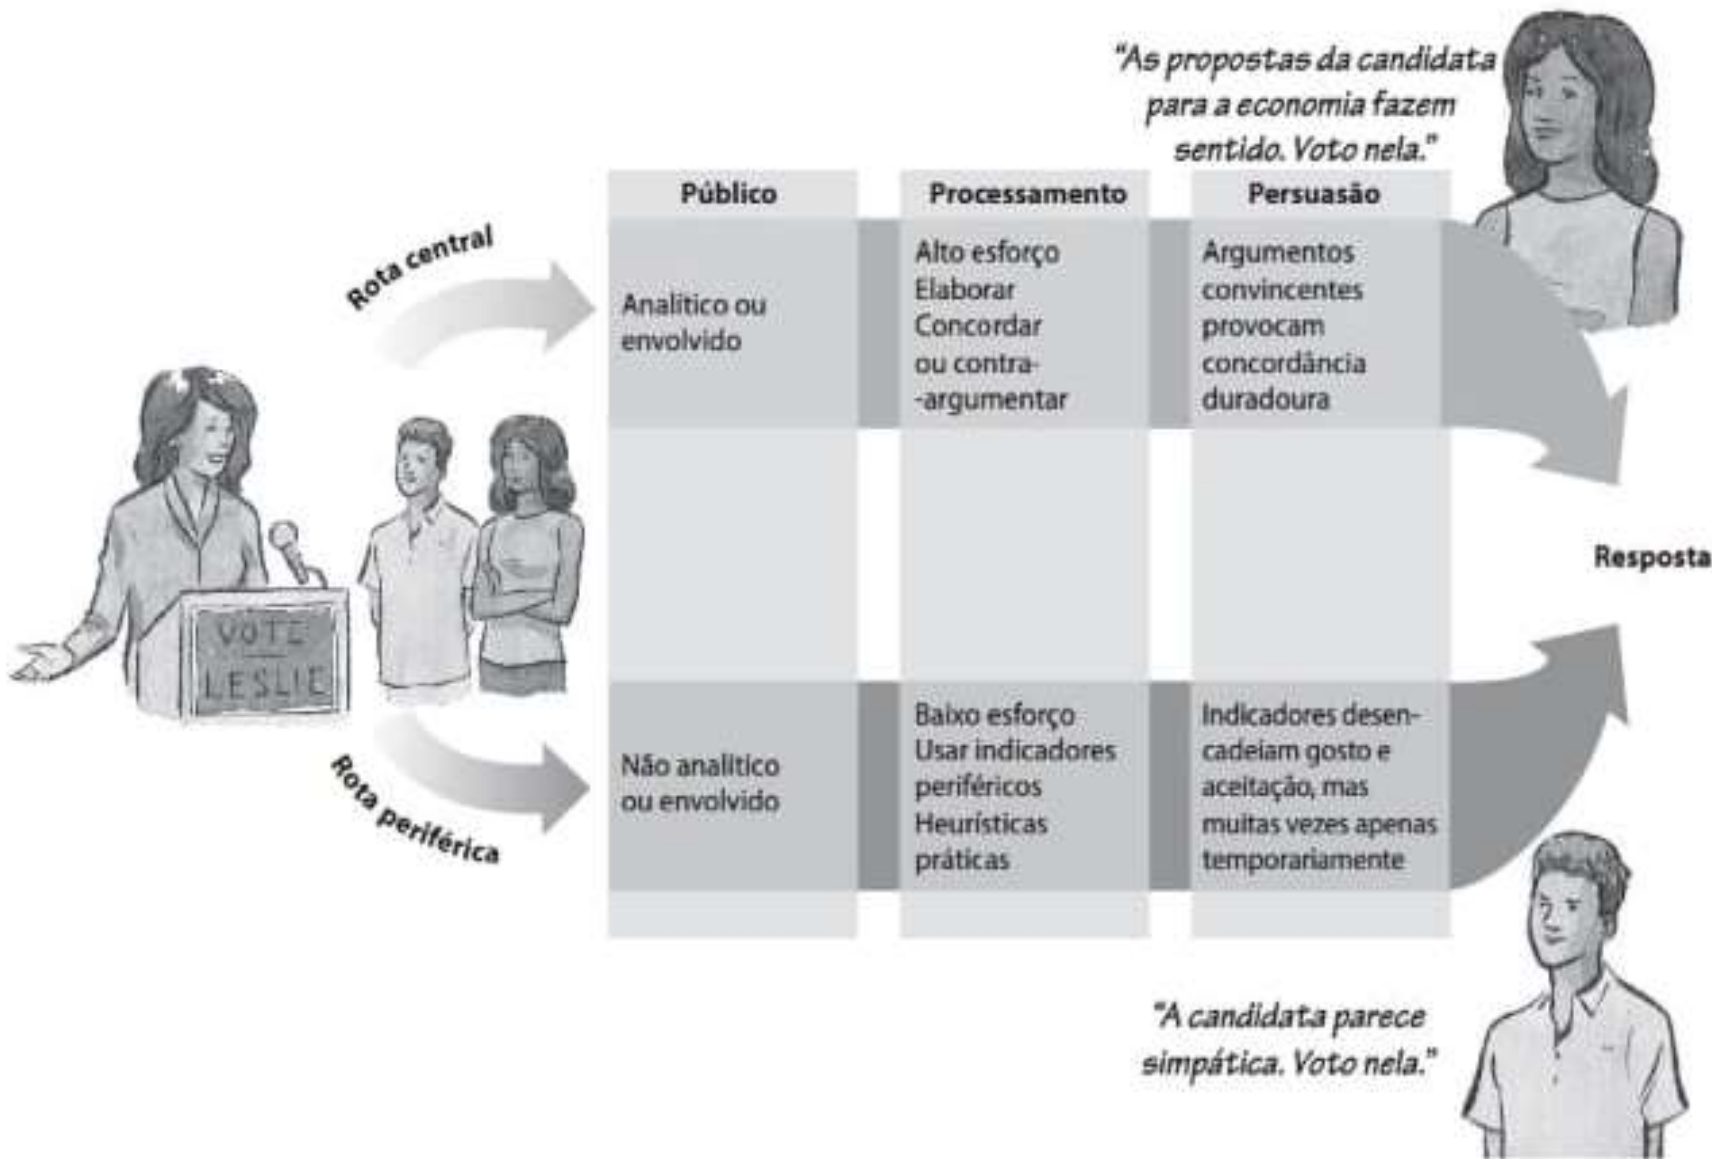 "As propostas da candidata
para a economia fazem
sentido. Voto nela."
Público
Processamento
Persuasão
Rota central
Analítico ou
envolvido
Alto esforço
Elaborar
Concordar
ou contra-
-argumentar
Argumentos
convincentes
provocam
concordância
duradoura
VOTE
LESLIE
Resposta
Rota periférica
Não analitico
ou envolvido
Baixo esforço
Usar indicadores
periféricos
Heurísticas
práticas
Indicadores desen-
cadeiam gosto e
aceitação, mas
muitas vezes apenas
temporariamente
"A candidata parece
simpática. Voto nela."